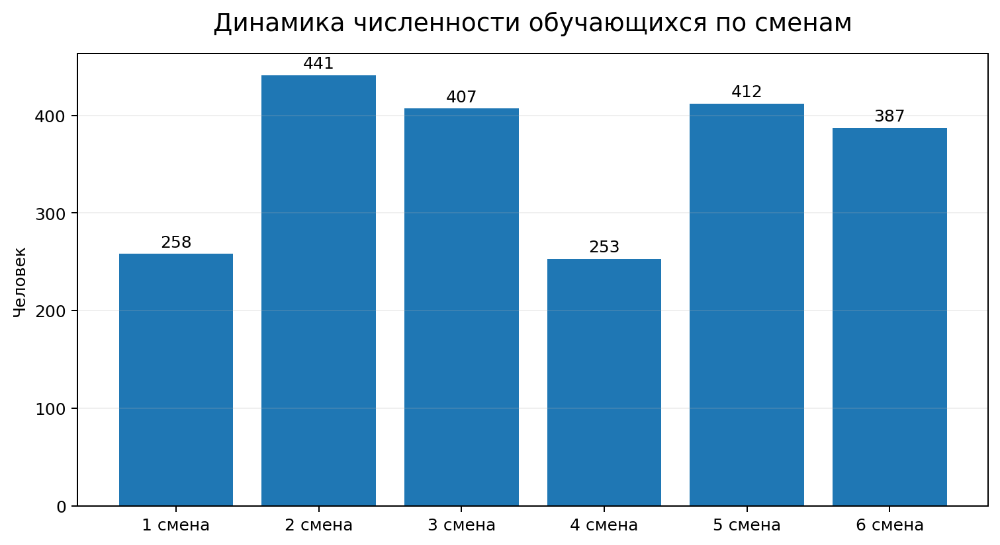 Динамика численности обучающихся по сменам
Человек
400
300
200
100
0
258
441
407
253
412
387
1 смена
2 смена
3 смена
4 смена
5 смена
6 смена